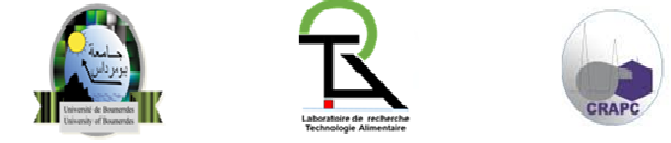 جامعة
بومرداس
Université de Boumerdes
University of Boumerdes
Laboratoire de recherche
Technologie Alimentaire
CRAPC